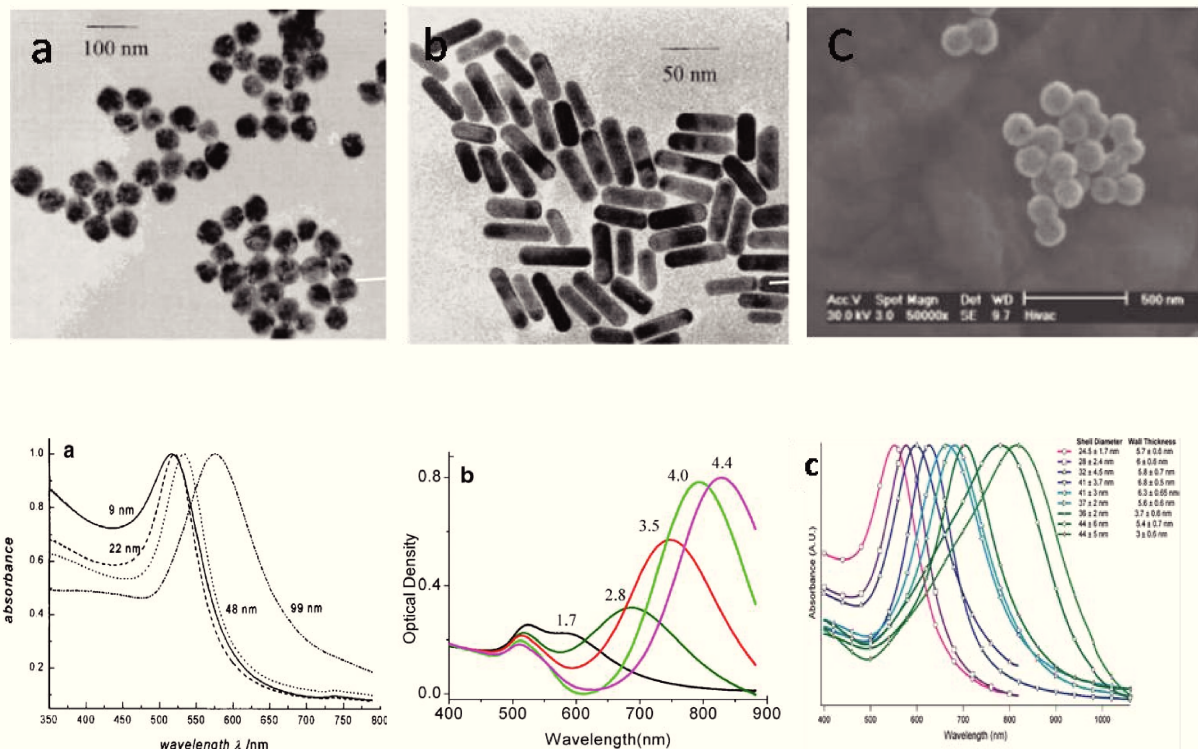 a
100 nm
b
50 nm
C
Acc.V Spot Magn Det WD 500 nm
30.0 kV 3.0 50000x SE 9.7 Hivac
a
absorbance
1.0
0.8
0.6
0.4
0.2
9 nm
22 nm
48 nm
99 nm
350 400 450 500 550 600 650 700 750 800
wavelength λ /nm
b
Optical Density
0.8
0.4
0.0
1.7
2.8
3.5
4.0
4.4
400 500 600 700 800 900
Wavelength(nm)
c
Absorbance (A.U.)
Shell Diameter Wall Thickness
24.5 ± 1.7 nm 5.7 ± 0.6 nm
28 ± 2.4 nm 6 ± 0.6 nm
32 ± 4.5 nm 5.8 ± 0.7 nm
41 ± 3.7 nm 6.8 ± 0.5 nm
41 ± 3 nm 6.3 ± 0.65 nm
37 ± 2 nm 5.6 ± 0.6 nm
36 ± 2 nm 3.7 ± 0.6 nm
44 ± 6 nm 5.4 ± 0.7 nm
44 ± 5 nm 3 ± 0.6 nm
400 500 600 700 800 900 1000
Wavelength (nm)